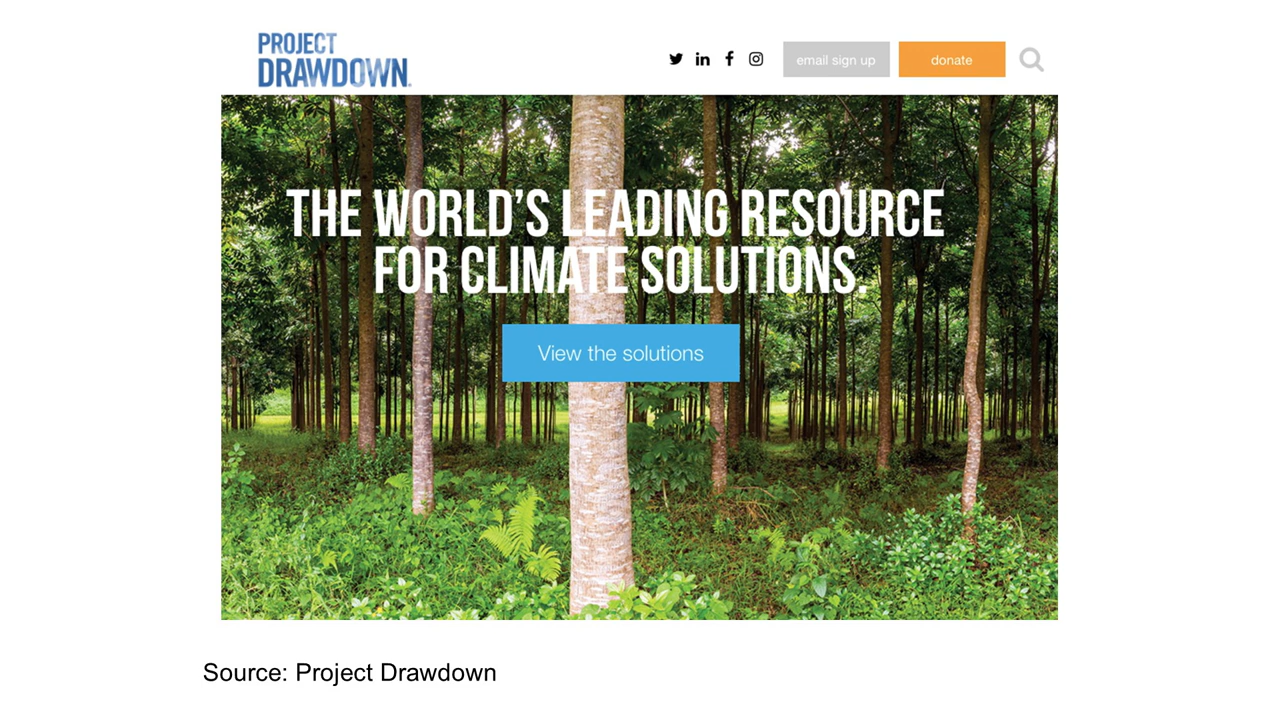 PROJECT
DRAWDOWN®
email sign up
donate
THE WORLD'S LEADING RESOURCE
FOR CLIMATE SOLUTIONS.
View the solutions
Source: Project Drawdown